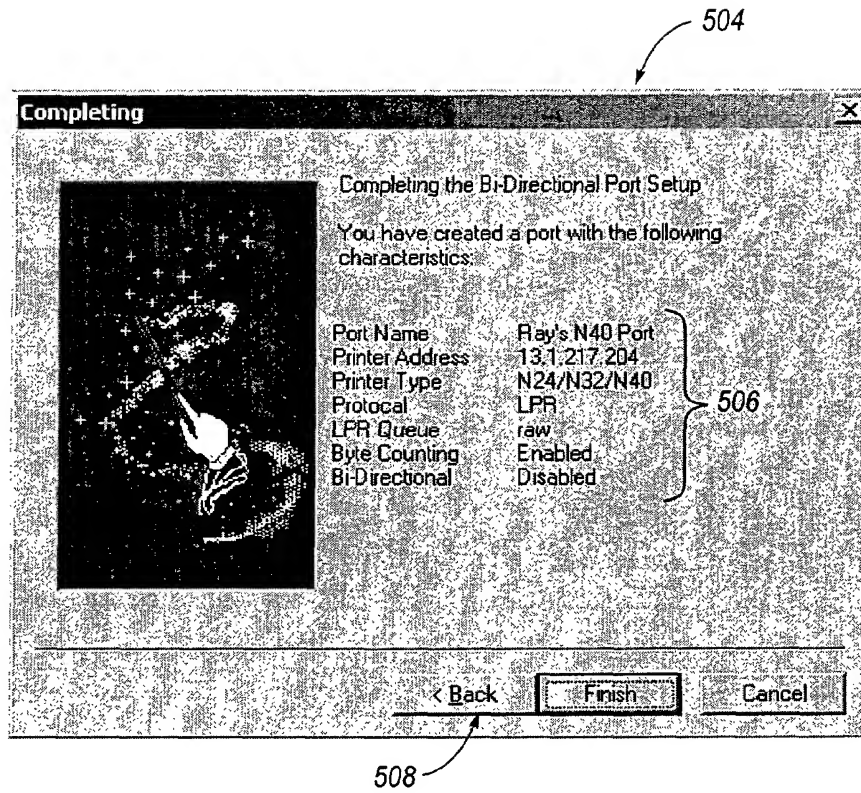 504
Completing
Completing the Bi-Directional Port Setup
You have created a port with the following
characteristics:
Port Name Ray's N40 Port
Printer Address 13.1.217.204
Printer Type N24/N32/N40
Protocal LPR
LPR Queue raw
Byte Counting Enabled
Bi-Directional Disabled
506
< Back Finish Cancel
508